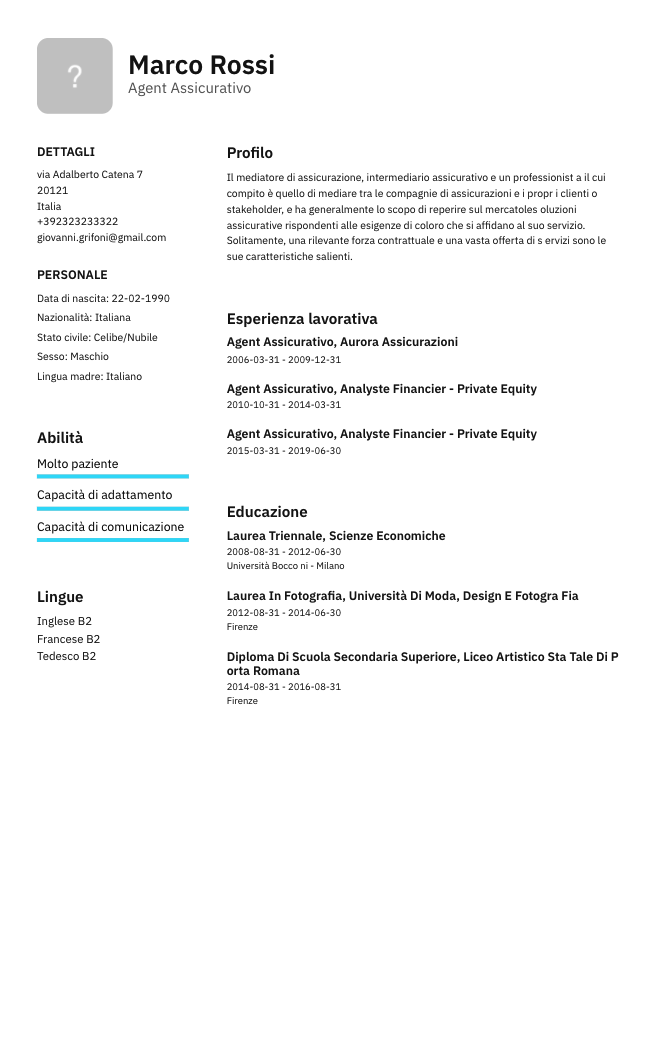 ?
Marco Rossi
Agent Assicurativo
DETTAGLI
via Adalberto Catena 7
20121
Italia
+392323233322
giovanni.grifoni@gmail.com
PERSONALE
Data di nascita: 22-02-1990
Nazionalità: Italiana
Stato civile: Celibe/Nubile
Sesso: Maschio
Lingua madre: Italiano
Abilità
Molto paziente
Capacità di adattamento
Capacità di comunicazione
Lingue
Inglese B2
Francese B2
Tedesco B2
Profilo
Il mediatore di assicurazione, intermediario assicurativo e un professionist a il cui
compito è quello di mediare tra le compagnie di assicurazioni e i propr i clienti o
stakeholder, e ha generalmente lo scopo di reperire sul mercatoles oluzioni
assicurative rispondenti alle esigenze di coloro che si affidano al suo servizio.
Solitamente, una rilevante forza contrattuale e una vasta offerta di s ervizi sono le
sue caratteristiche salienti.
Esperienza lavorativa
Agent Assicurativo, Aurora Assicurazioni
2006-03-31 - 2009-12-31
Agent Assicurativo, Analyste Financier - Private Equity
2010-10-31 - 2014-03-31
Agent Assicurativo, Analyste Financier - Private Equity
2015-03-31 - 2019-06-30
Educazione
Laurea Triennale, Scienze Economiche
2008-08-31 - 2012-06-30
Università Bocco ni - Milano
Laurea In Fotografia, Università Di Moda, Design E Fotogra Fia
2012-08-31 - 2014-06-30
Firenze
Diploma Di Scuola Secondaria Superiore, Liceo Artistico Sta Tale Di P
orta Romana
2014-08-31 - 2016-08-31
Firenze